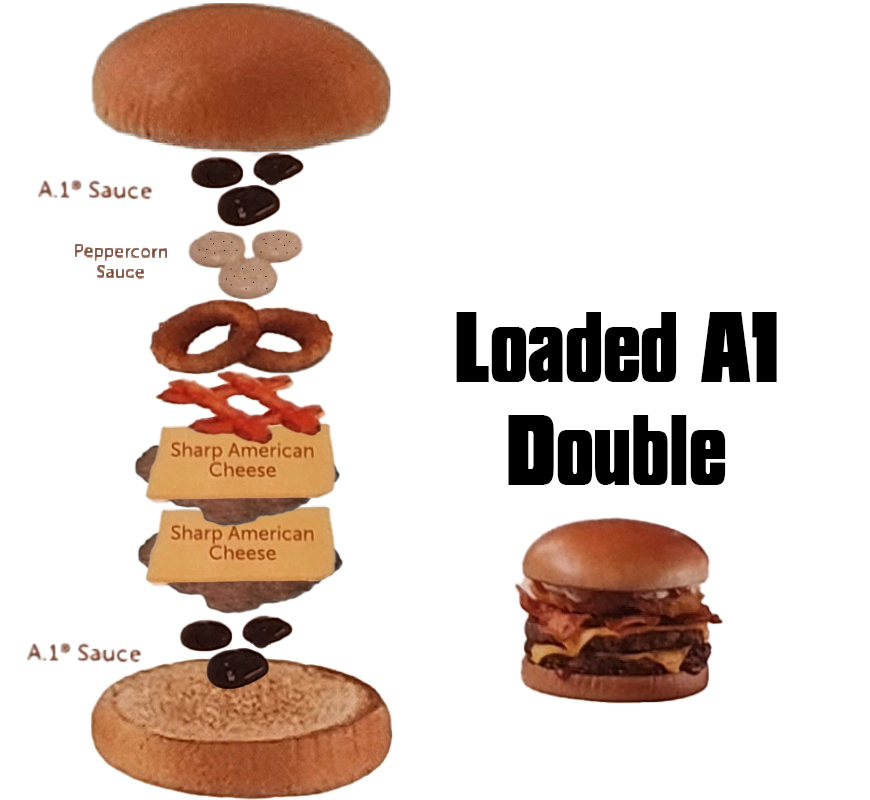 A.1® Sauce
Peppercorn
Sauce
Sharp American
Cheese
Sharp American
Cheese
A.1® Sauce
Loaded A1
Double